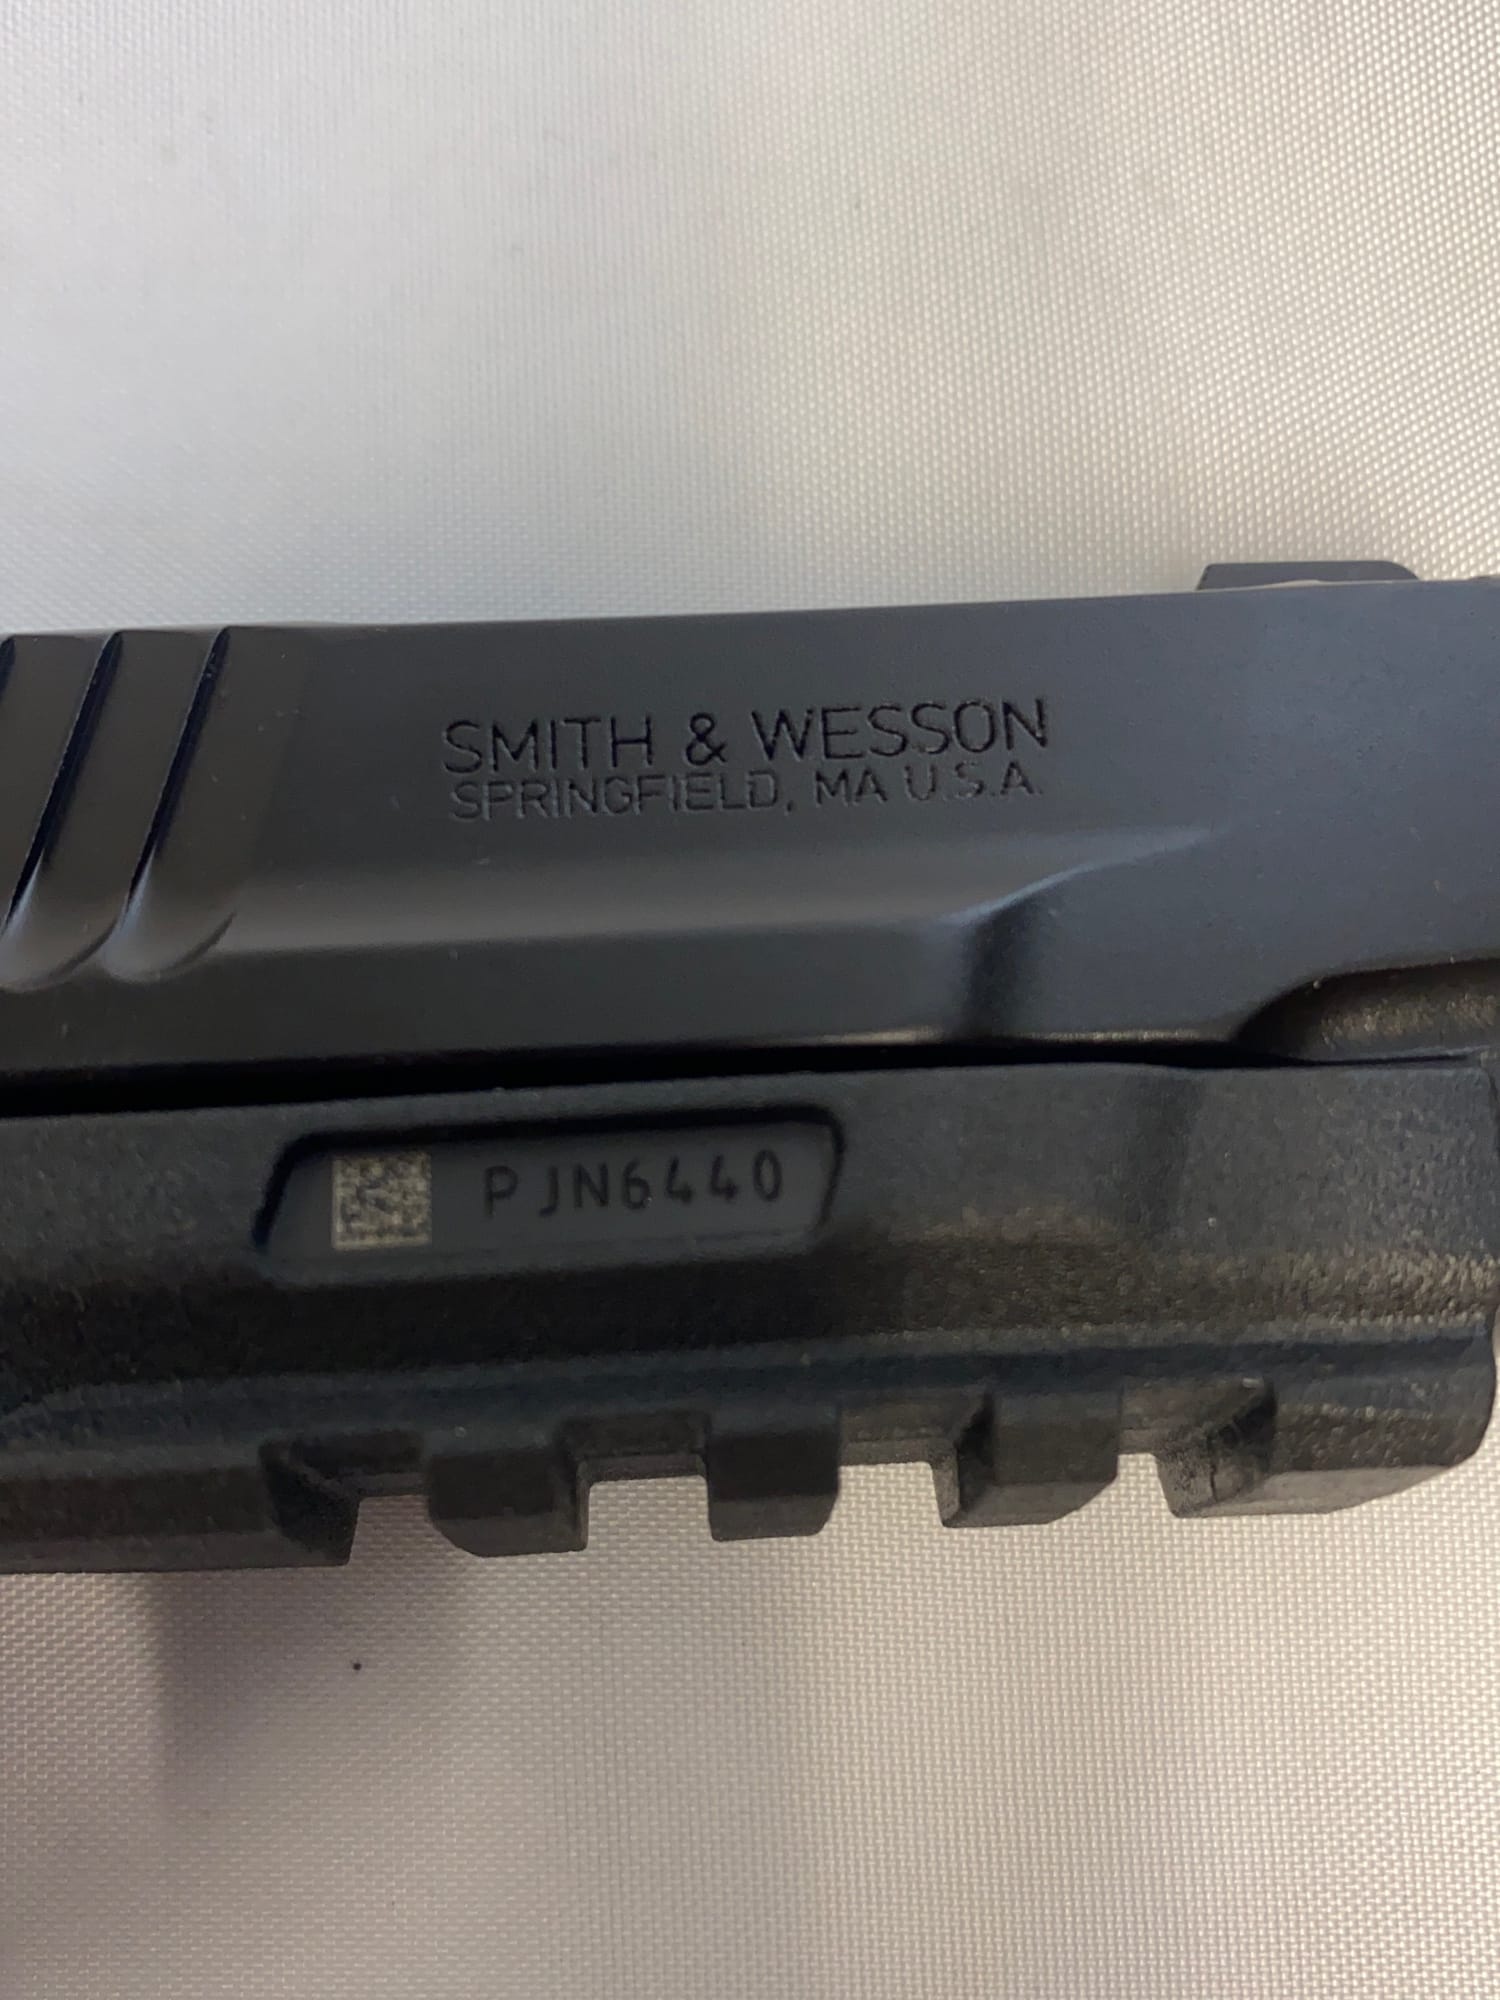 SMITH & WESSON
SPRINGFIELD, MA U.S.A.
PJN6440